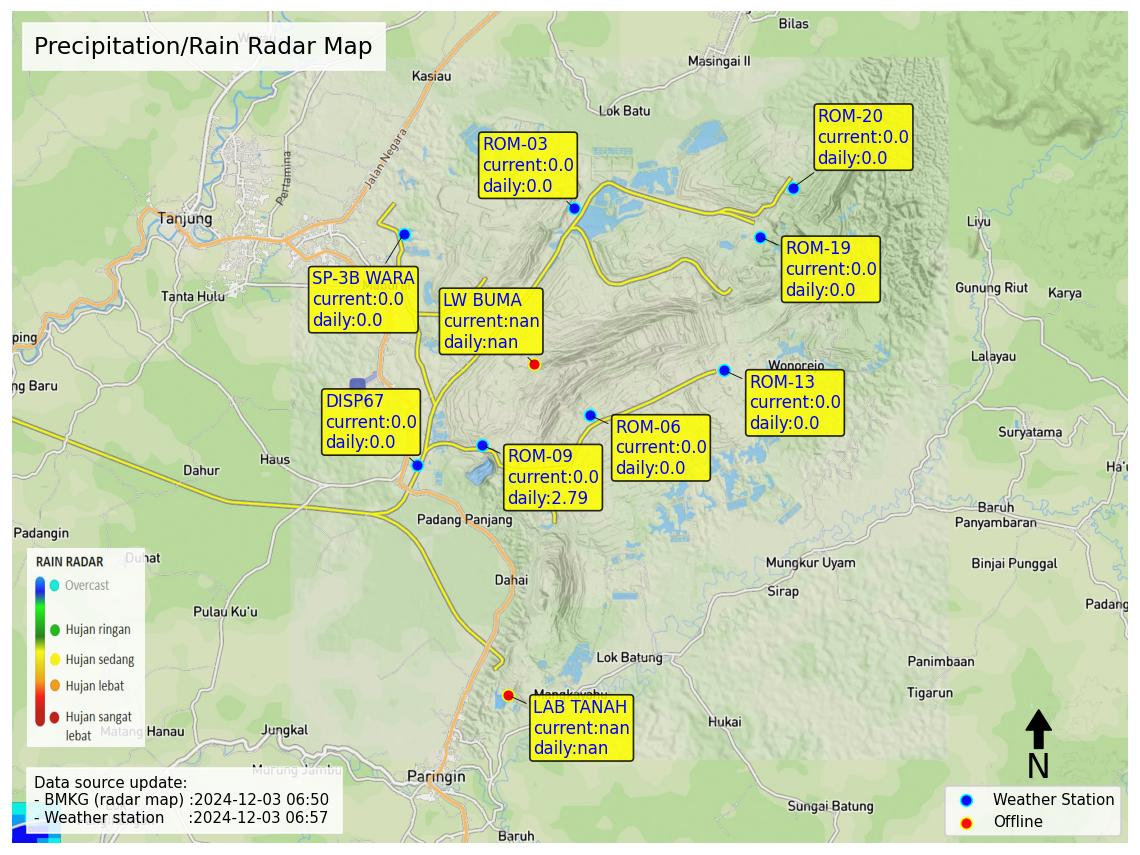 Precipitation/Rain Radar Map
Bilas
Masingai II
Kasiau
Lok Batu
Jalan Negara
Pertamina
Tanjung
Tanta Hulu
ROM-03
current:0.0
daily:0.0
ROM-20
current:0.0
daily:0.0
ROM-19
current:0.0
daily:0.0
SP-3B WARA
current:0.0
daily:0.0
LW BUMA
current:nan
daily:nan
Liyu
Gunung Riut
Karya
Lalayau
ping
ng Baru
Wonorejo
ROM-13
current:0.0
daily:0.0
DISP67
current:0.0
daily:0.0
ROM-06
current:0.0
daily:0.0
ROM-09
current:0.0
daily:2.79
Suryatama
Haus
Dahur
Ha'u
Baruh
Panyambaran
Padang Panjang
Padangin
Duhat
Binjai Punggal
Mungkur Uyam
Sirap
Dahai
Padang
Pulau Ku'u
RAIN RADAR
Overcast
Hujan ringan
Hujan sedang
Hujan lebat
Hujan sangat
lebat
Lok Batung
Panimbaan
Tigarun
Mangkayahu
LAB TANAH
current:nan
daily:nan
Hukai
Matang Hanau
Jungkal
Murung Jambu
Paringin
Sungai Batung
Baruh
N
Data source update:
- BMKG (radar map) :2024-12-03 06:50
- Weather station :2024-12-03 06:57
Weather Station
Offline